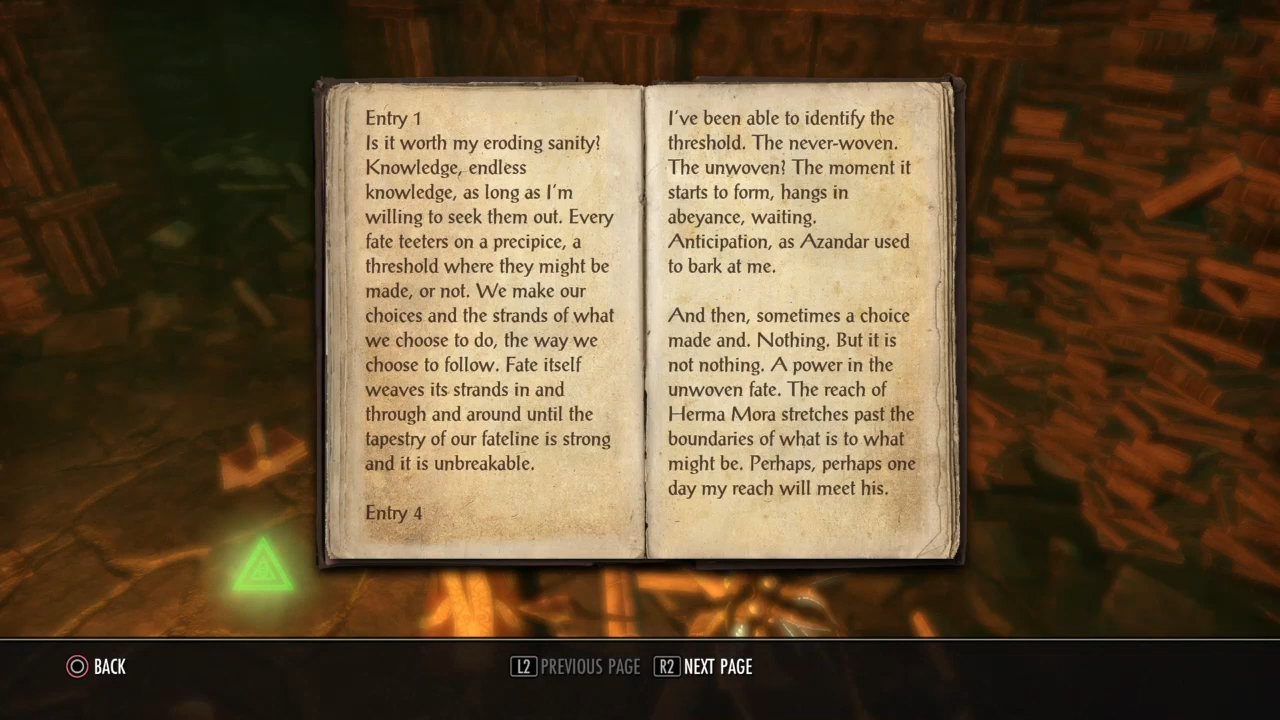 Entry 1
Is it worth my eroding sanity?
Knowledge, endless
knowledge, as long as I'm
willing to seek them out. Every
fate teeters on a precipice, a
threshold where they might be
made, or not. We make our
choices and the strands of what
we choose to do, the way we
choose to follow. Fate itself
weaves its strands in and
through and around until the
tapestry of our fateline is strong
and it is unbreakable.
Entry 4
I've been able to identify the
threshold. The never-woven.
The unwoven? The moment it
starts to form, hangs in
abeyance, waiting.
Anticipation, as Azandar used
to bark at me.
And then, sometimes a choice
made and. Nothing. But it is
not nothing. A power in the
unwoven fate. The reach of
Herma Mora stretches past the
boundaries of what is to what
might be. Perhaps, perhaps one
day my reach will meet his.
BACK
L2 PREVIOUS PAGE R2 NEXT PAGE